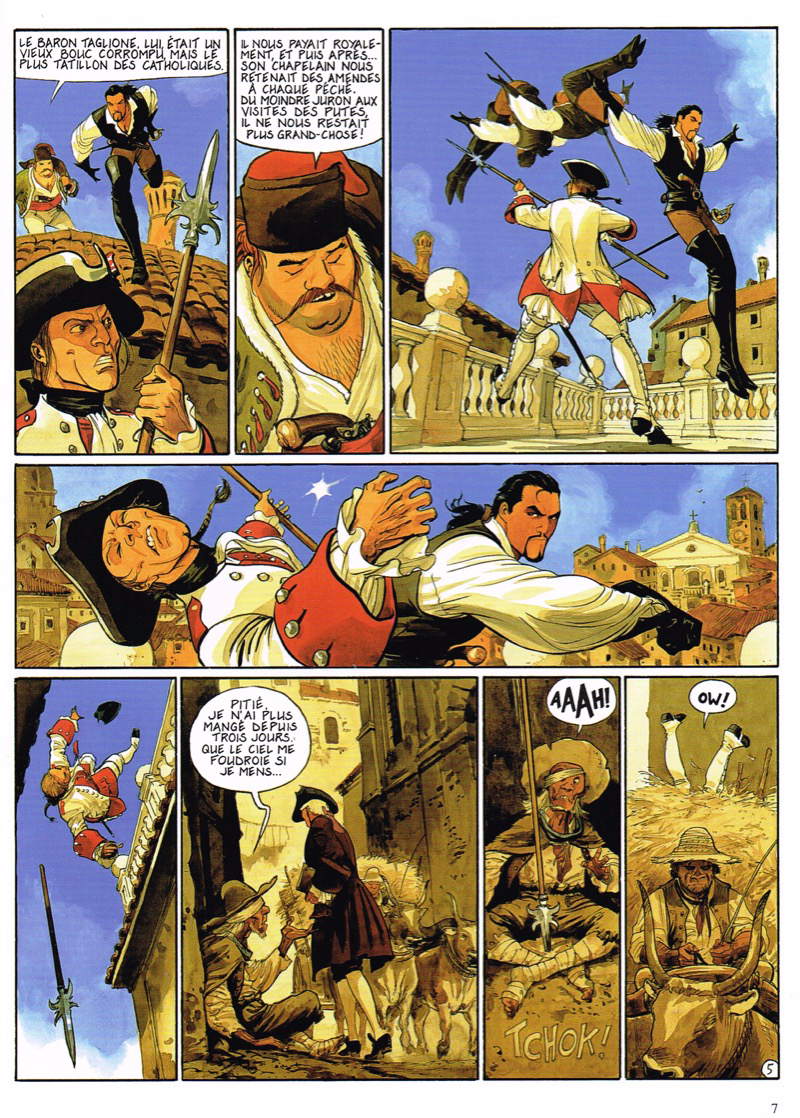 LE BARON TAGLIONE, LUI, ÉTAIT UN
VIEUX BOUC CORROMPU, MAIS LE
PLUS TATILLON DES CATHOLIQUES.
IL NOUS PAYAIT ROYALE-
MENT, ET PUIS APRÈS...
SON CHAPELAIN NOUS
RETENAIT DES AMENDES
À CHAQUE PÉCHÉ.
DU MOINDRE JURON AUX
VISITES DES PUTES,
IL NE NOUS RESTAIT
PLUS GRAND-CHOSE!
PITIÉ,
JE N'AI PLUS
MANGÉ DEPUIS
TROIS JOURS.
QUE LE CIEL ME
FOUDROIE SI
JE MENS...
AAAH!
TCHOK!
OW!
5
7